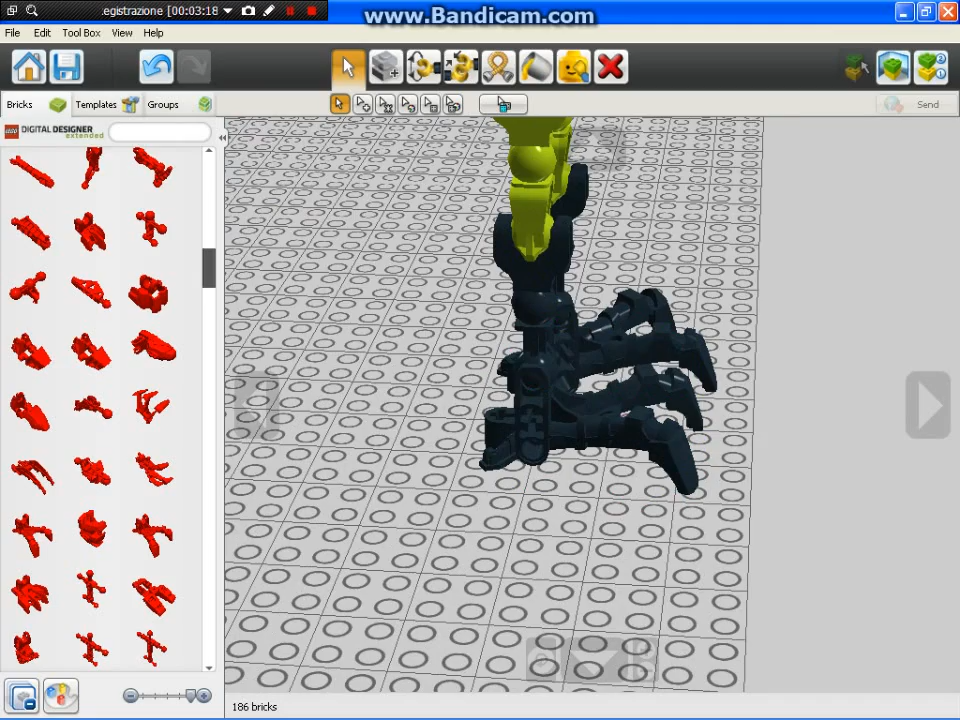 .egistrazione [00:03:18
www.Bandicam.com
File Edit Tool Box View Help
Bricks Templates Groups Send
LEGO DIGITAL DESIGNER extended
186 bricks